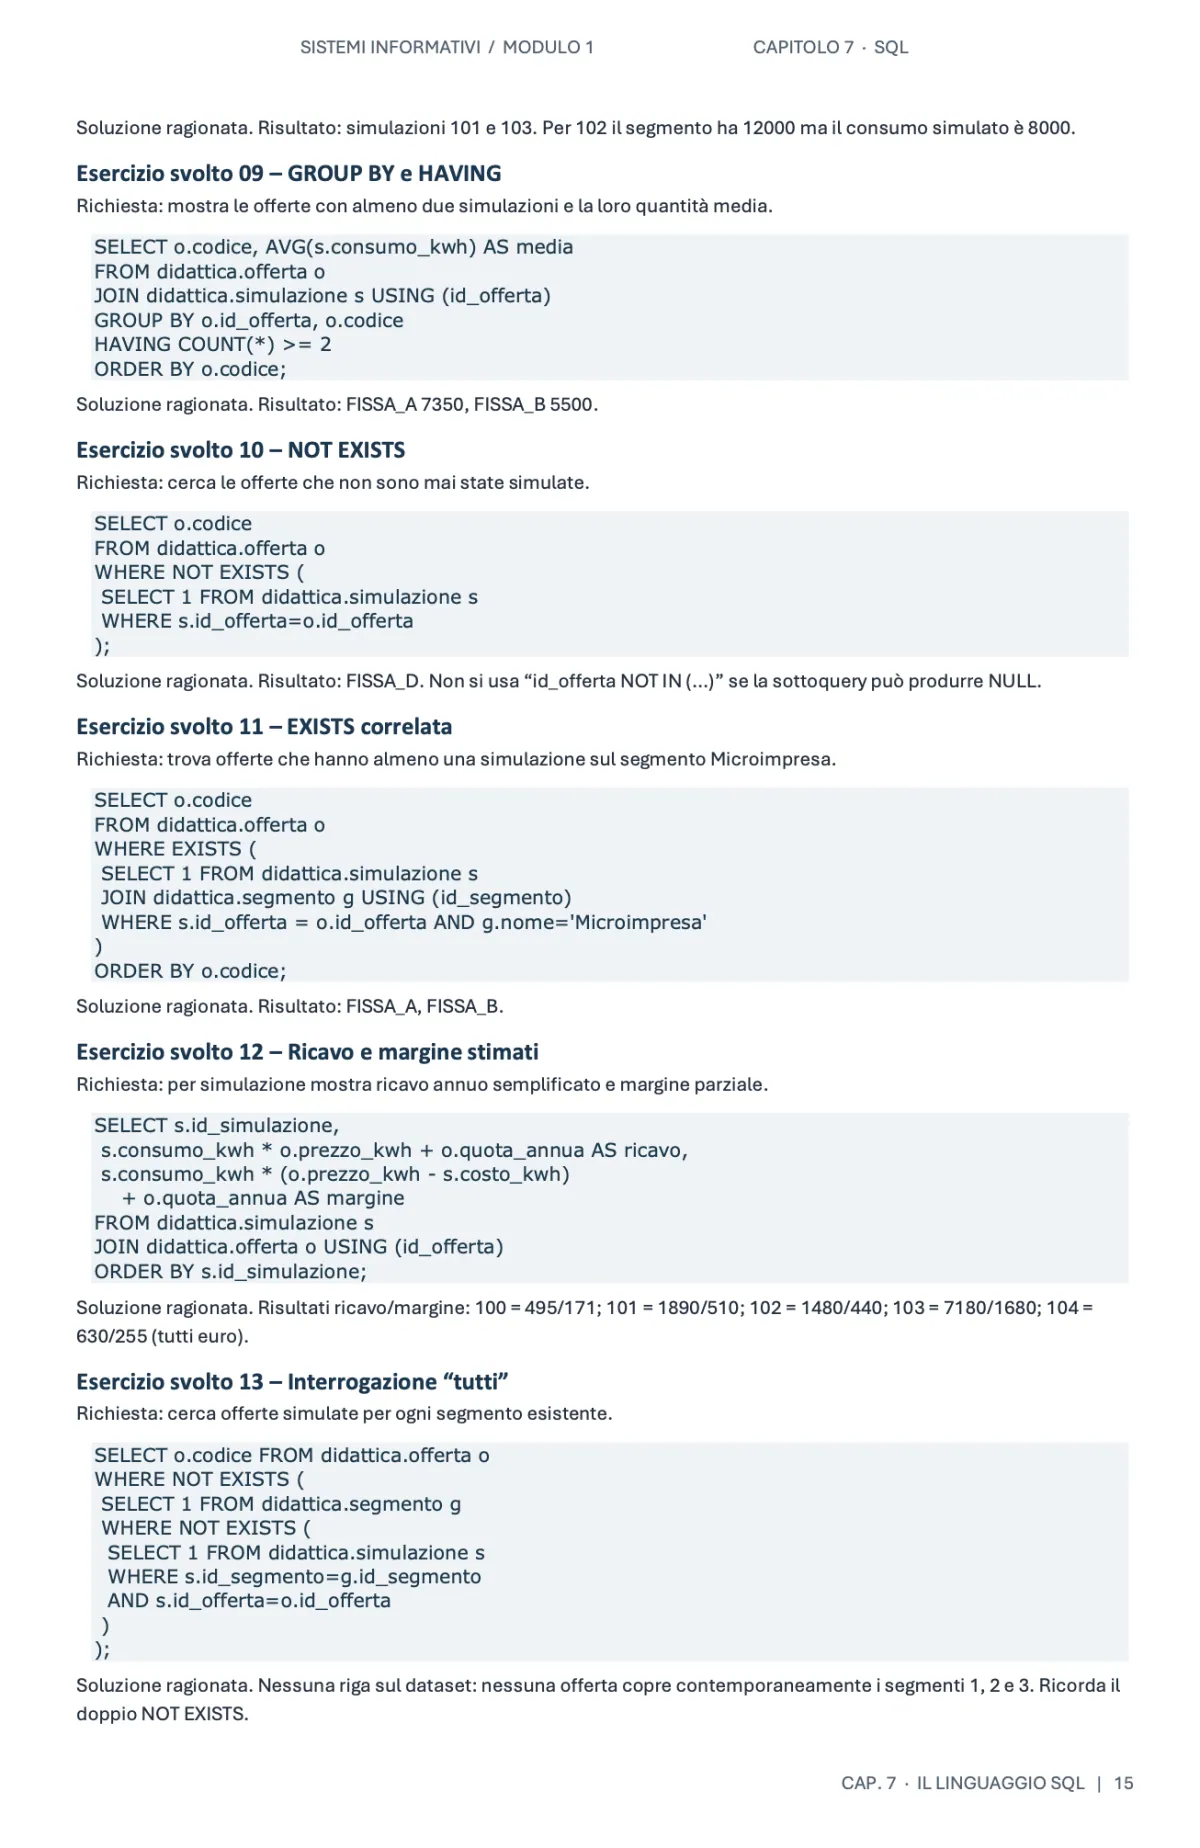 SISTEMI INFORMATIVI / MODULO 1 CAPITOLO 7 · SQL
Soluzione ragionata. Risultato: simulazioni 101 e 103. Per 102 il segmento ha 12000 ma il consumo simulato è 8000.
Esercizio svolto 09 – GROUP BY e HAVING
Richiesta: mostra le offerte con almeno due simulazioni e la loro quantità media.
SELECT o.codice, AVG(s.consumo_kwh) AS media
FROM didattica.offerta o
JOIN didattica.simulazione s USING (id_offerta)
GROUP BY o.id_offerta, o.codice
HAVING COUNT(*) >= 2
ORDER BY o.codice;
Soluzione ragionata. Risultato: FISSA_A 7350, FISSA_B 5500.
Esercizio svolto 10 – NOT EXISTS
Richiesta: cerca le offerte che non sono mai state simulate.
SELECT o.codice
FROM didattica.offerta o
WHERE NOT EXISTS (
SELECT 1 FROM didattica.simulazione s
WHERE s.id_offerta=o.id_offerta
);
Soluzione ragionata. Risultato: FISSA_D. Non si usa “id_offerta NOT IN (...)” se la sottoquery può produrre NULL.
Esercizio svolto 11 – EXISTS correlata
Richiesta: trova offerte che hanno almeno una simulazione sul segmento Microimpresa.
SELECT o.codice
FROM didattica.offerta o
WHERE EXISTS (
SELECT 1 FROM didattica.simulazione s
JOIN didattica.segmento g USING (id_segmento)
WHERE s.id_offerta = o.id_offerta AND g.nome='Microimpresa'
)
ORDER BY o.codice;
Soluzione ragionata. Risultato: FISSA_A, FISSA_B.
Esercizio svolto 12 – Ricavo e margine stimati
Richiesta: per simulazione mostra ricavo annuo semplificato e margine parziale.
SELECT s.id_simulazione,
s.consumo_kwh * o.prezzo_kwh + o.quota_annua AS ricavo,
s.consumo_kwh * (o.prezzo_kwh - s.costo_kwh)
+ o.quota_annua AS margine
FROM didattica.simulazione s
JOIN didattica.offerta o USING (id_offerta)
ORDER BY s.id_simulazione;
Soluzione ragionata. Risultati ricavo/margine: 100 = 495/171; 101 = 1890/510; 102 = 1480/440; 103 = 7180/1680; 104 =
630/255 (tutti euro).
Esercizio svolto 13 – Interrogazione “tutti”
Richiesta: cerca offerte simulate per ogni segmento esistente.
SELECT o.codice FROM didattica.offerta o
WHERE NOT EXISTS (
SELECT 1 FROM didattica.segmento g
WHERE NOT EXISTS (
SELECT 1 FROM didattica.simulazione s
WHERE s.id_segmento=g.id_segmento
AND s.id_offerta=o.id_offerta
)
);
Soluzione ragionata. Nessuna riga sul dataset: nessuna offerta copre contemporaneamente i segmenti 1, 2 e 3. Ricorda il
doppio NOT EXISTS.
CAP. 7 · IL LINGUAGGIO SQL | 15